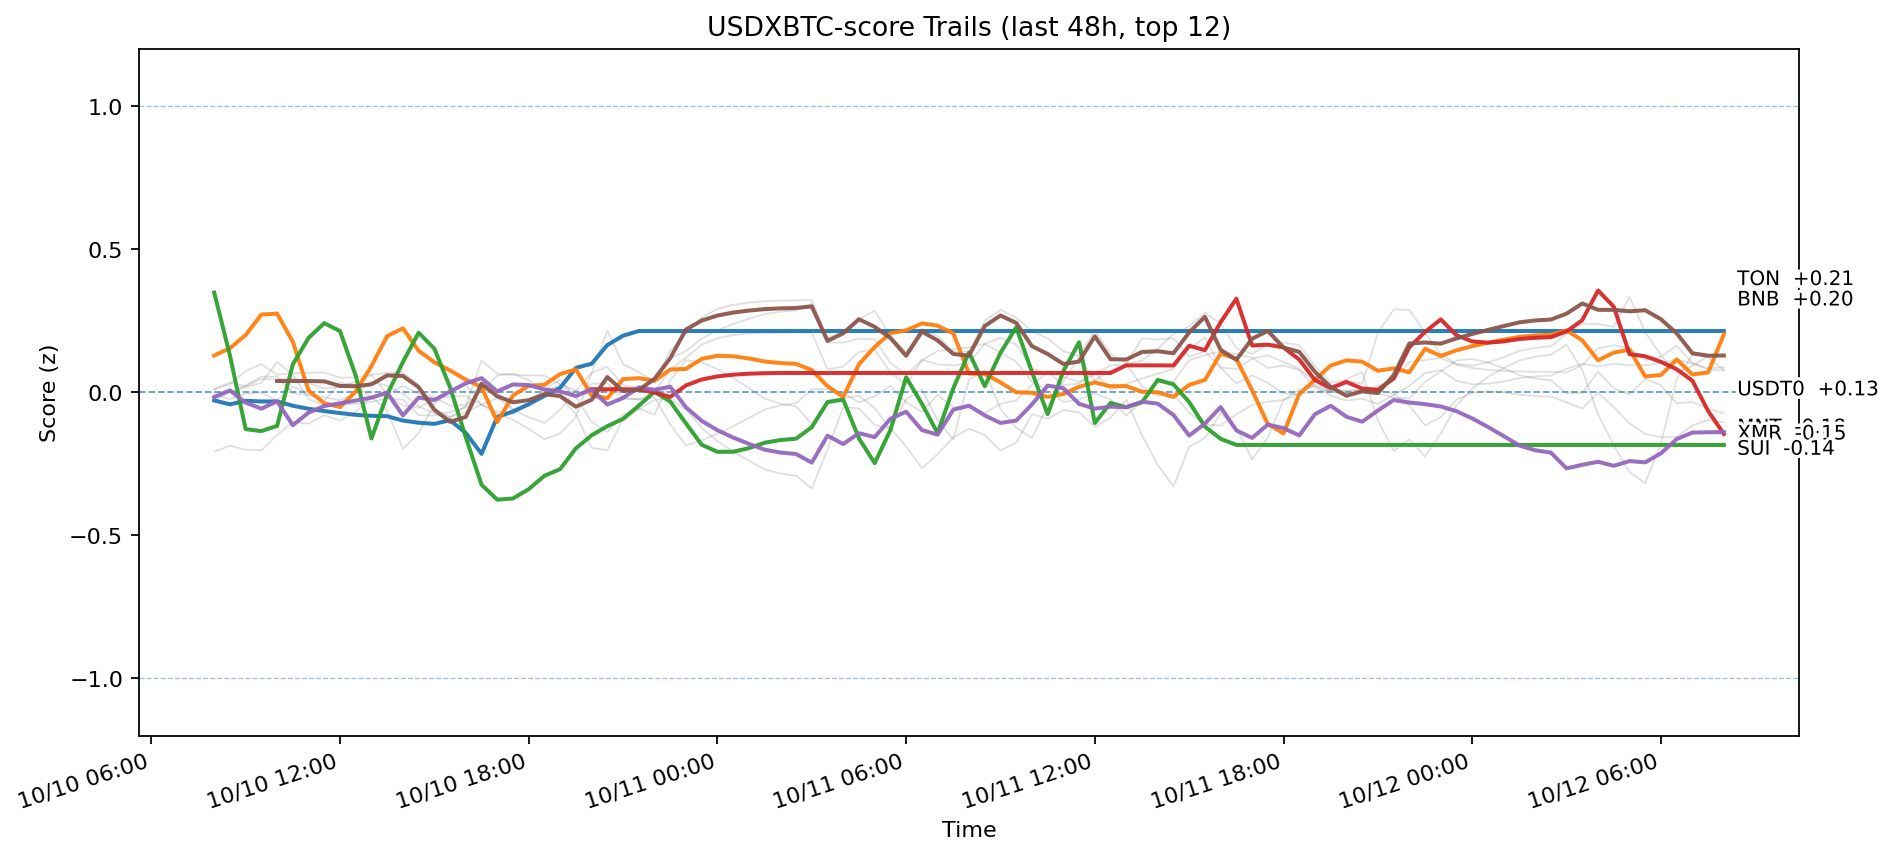 USDXBTC-score Trails (last 48h, top 12)
Score (z)
1.0
0.5
0.0
−0.5
−1.0
TON +0.21
BNB +0.20
USDT0 +0.13
XMR -0.15
SUI -0.14
10/10 06:00
10/10 12:00
10/10 18:00
10/11 00:00
10/11 06:00
10/11 12:00
10/11 18:00
10/12 00:00
10/12 06:00
Time